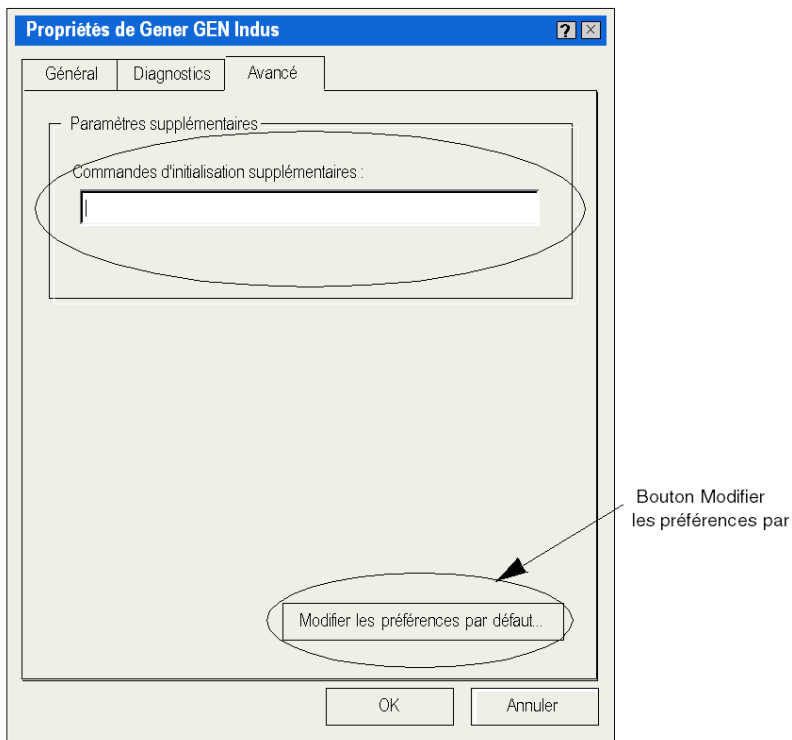 Propriétés de Gener GEN Indus
Général Diagnostics Avancé
Paramètres supplémentaires
Commandes d'initialisation supplémentaires :
Bouton Modifier
les préférences par
Modifier les préférences par défaut...
OK Annuler